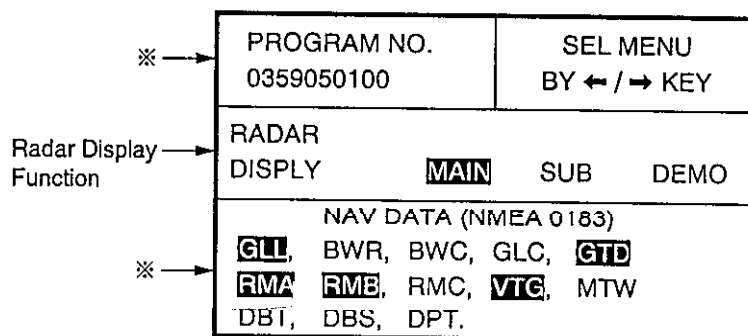 ※ PROGRAM NO. SEL MENU
0359050100 BY ← / → KEY
Radar Display Function
RADAR
DISPLY MAIN SUB DEMO
NAV DATA (NMEA 0183)
GLL, BWR, BWC, GLC, GTD
※ RMA RMB, RMC, VTG, MTW
DBT, DBS, DPT.